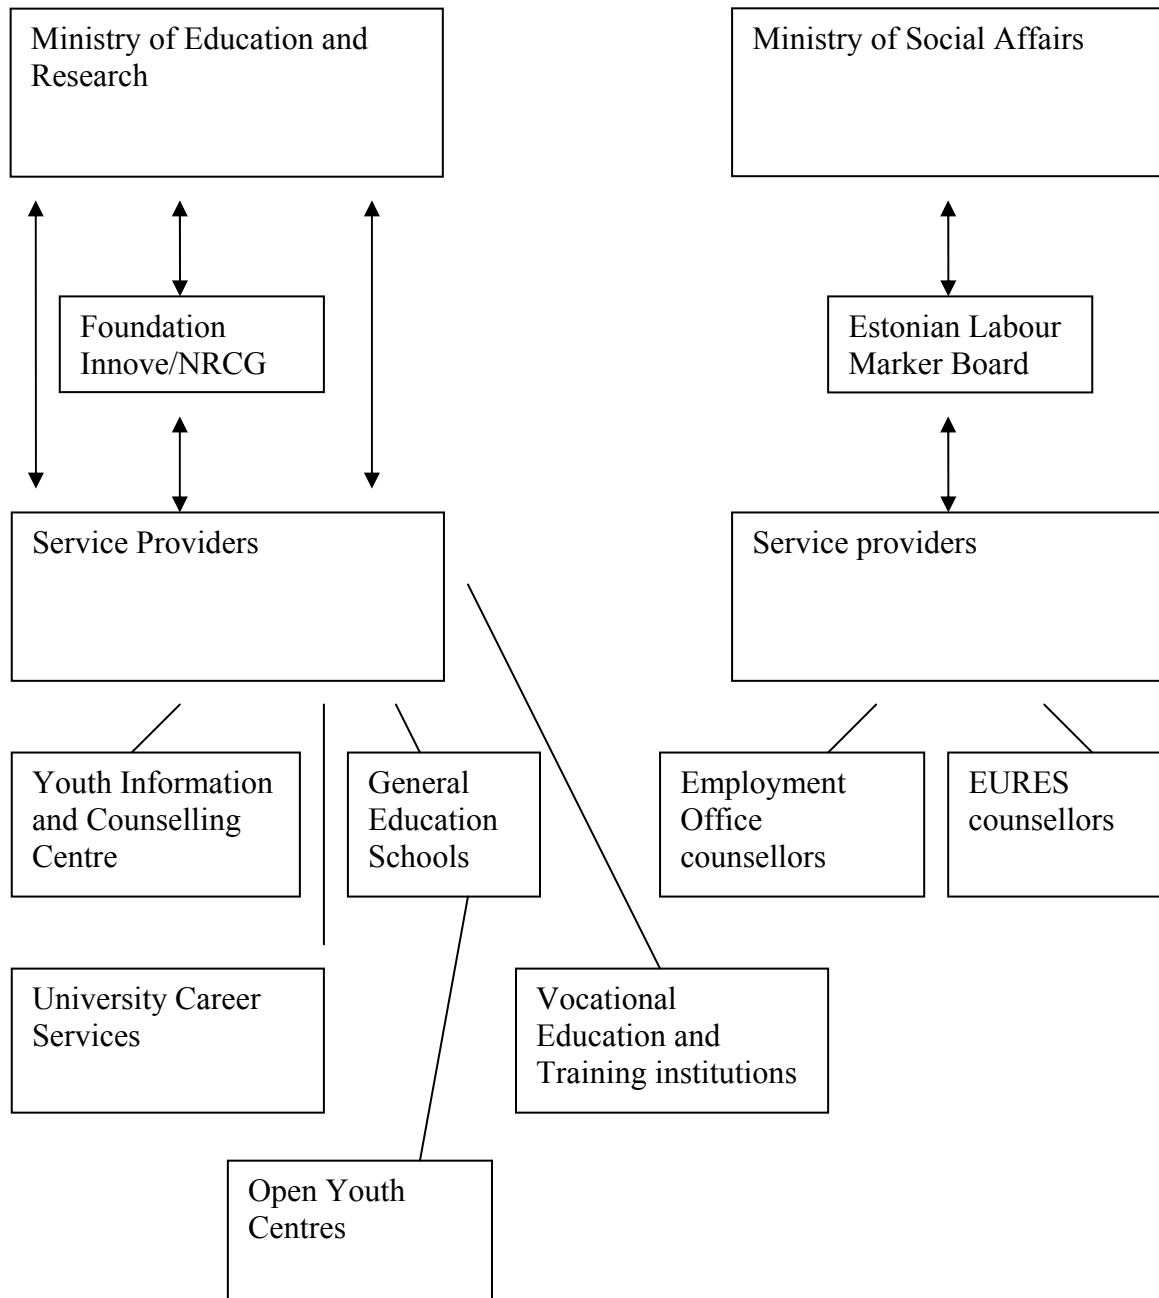 Ministry of Education and
Research
Ministry of Social Affairs
Foundation
Innove/NRCG
Estonian Labour
Marker Board
Service Providers
Service providers
Youth Information
and Counselling
Centre
General
Education
Schools
Employment
Office
counsellors
EURES
counsellors
University Career
Services
Vocational
Education and
Training institutions
Open Youth
Centres